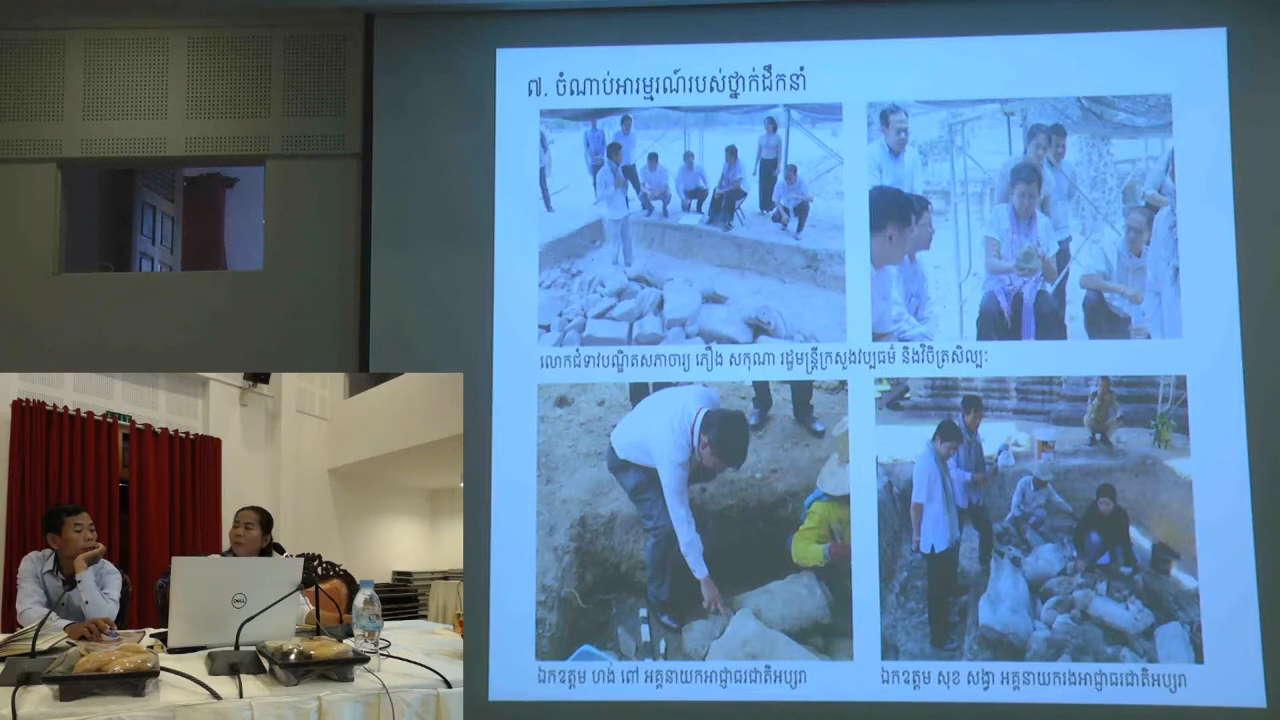 ៧. ចំណាប់អារម្មរណ៍របស់ថ្នាក់ដឹកនាំ
លោកជំទាវបណ្ឌិតសភាចារ្យ ភឿង សកុណា រដ្ឋមន្ត្រីក្រសួងវប្បធម៌ និងវិចិត្រសិល្បៈ
ឯកឧត្តម ហង់ ពៅ អគ្គនាយកអាជ្ញាធរជាតិអប្សរា
ឯកឧត្តម សុខ សង្វា អគ្គនាយករងអាជ្ញាធរជាតិអប្សរា
DELL